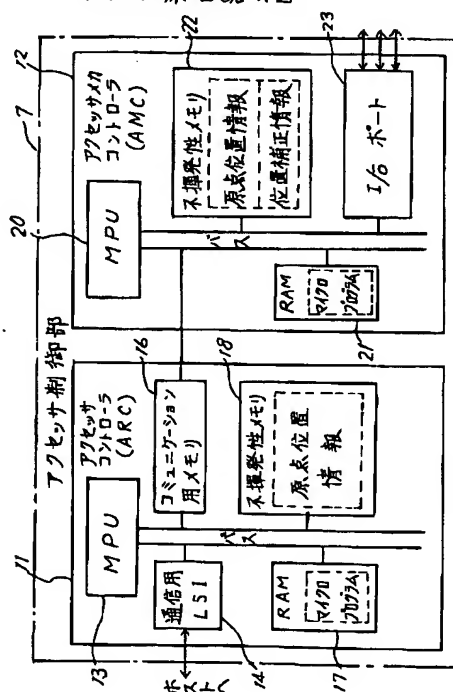 アクセッサ制御部
7
11
アクセッサ
コントローラ
(ARC)
MPU
13
通信用
LSI
14
ホスト
へ
バス
16
コミュニケーション
用メモリ
18
不揮発性メモリ
原点位置
情報
RAM
マイクロ
プログラム
17
12
アクセッサメカ
コントローラ
(AMC)
20
MPU
バス
22
不揮発性メモリ
原点位置情報
位置補正情報
RAM
マイクロ
プログラム
21
23
I/O ポート